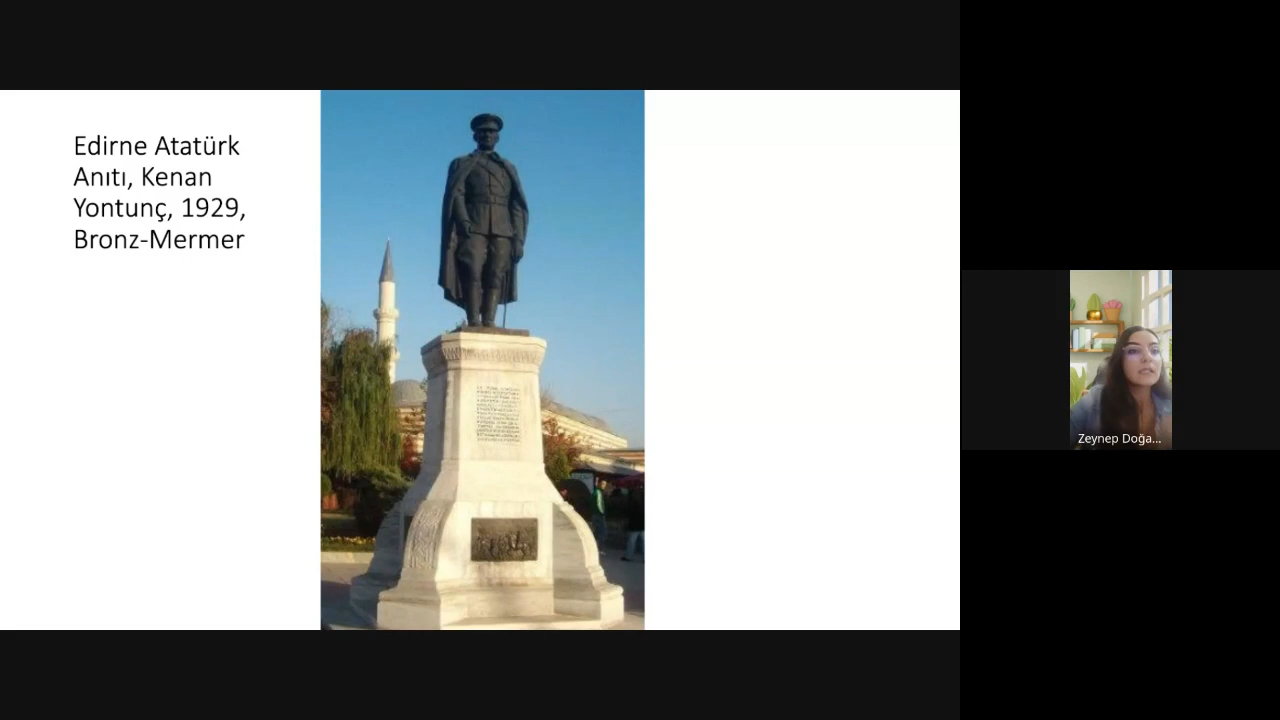 Edirne Atatürk
Anıtı, Kenan
Yontunç, 1929,
Bronz-Mermer
Zeynep Doğa...